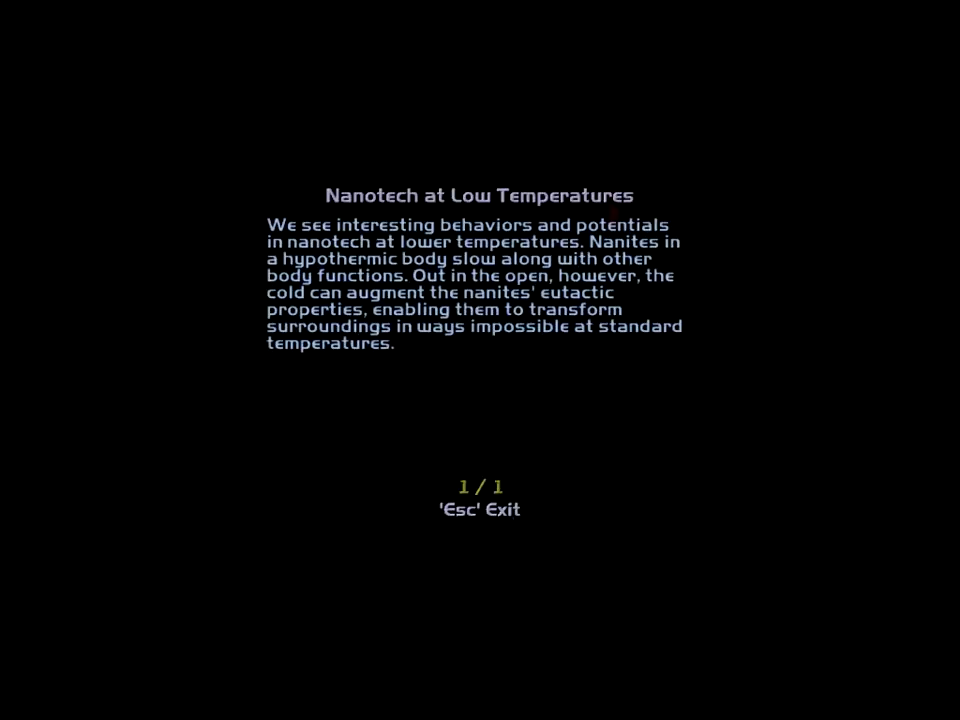 Nanotech at Low Temperatures
We see interesting behaviors and potentials
in nanotech at lower temperatures. Nanites in
a hypothermic body slow along with other
body functions. Out in the open, however, the
cold can augment the nanites' eutactic
properties, enabling them to transform
surroundings in ways impossible at standard
temperatures.
1 / 1
'Esc' Exit